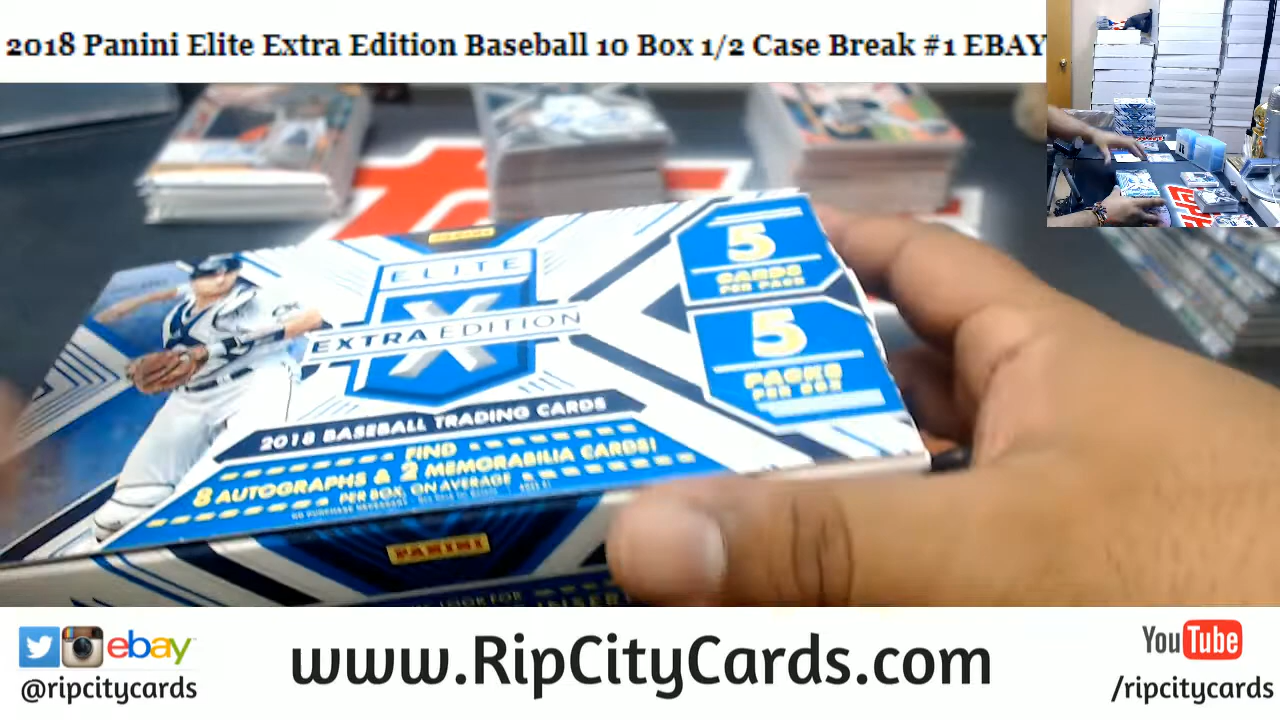 2018 Panini Elite Extra Edition Baseball 10 Box 1/2 Case Break #1 EBAY
PANINI
ELITE
X
EXTRA EDITION
5
CARDS
PER PACK
5
PACKS
PER BOX
2018 BASEBALL TRADING CARDS
FIND
8 AUTOGRAPHS & 2 MEMORABILIA CARDS!
PER BOX, ON AVERAGE
PANINI
LOOK FOR
ebay
@ripcitycards
www.RipCityCards.com
YouTube
/ripcitycards